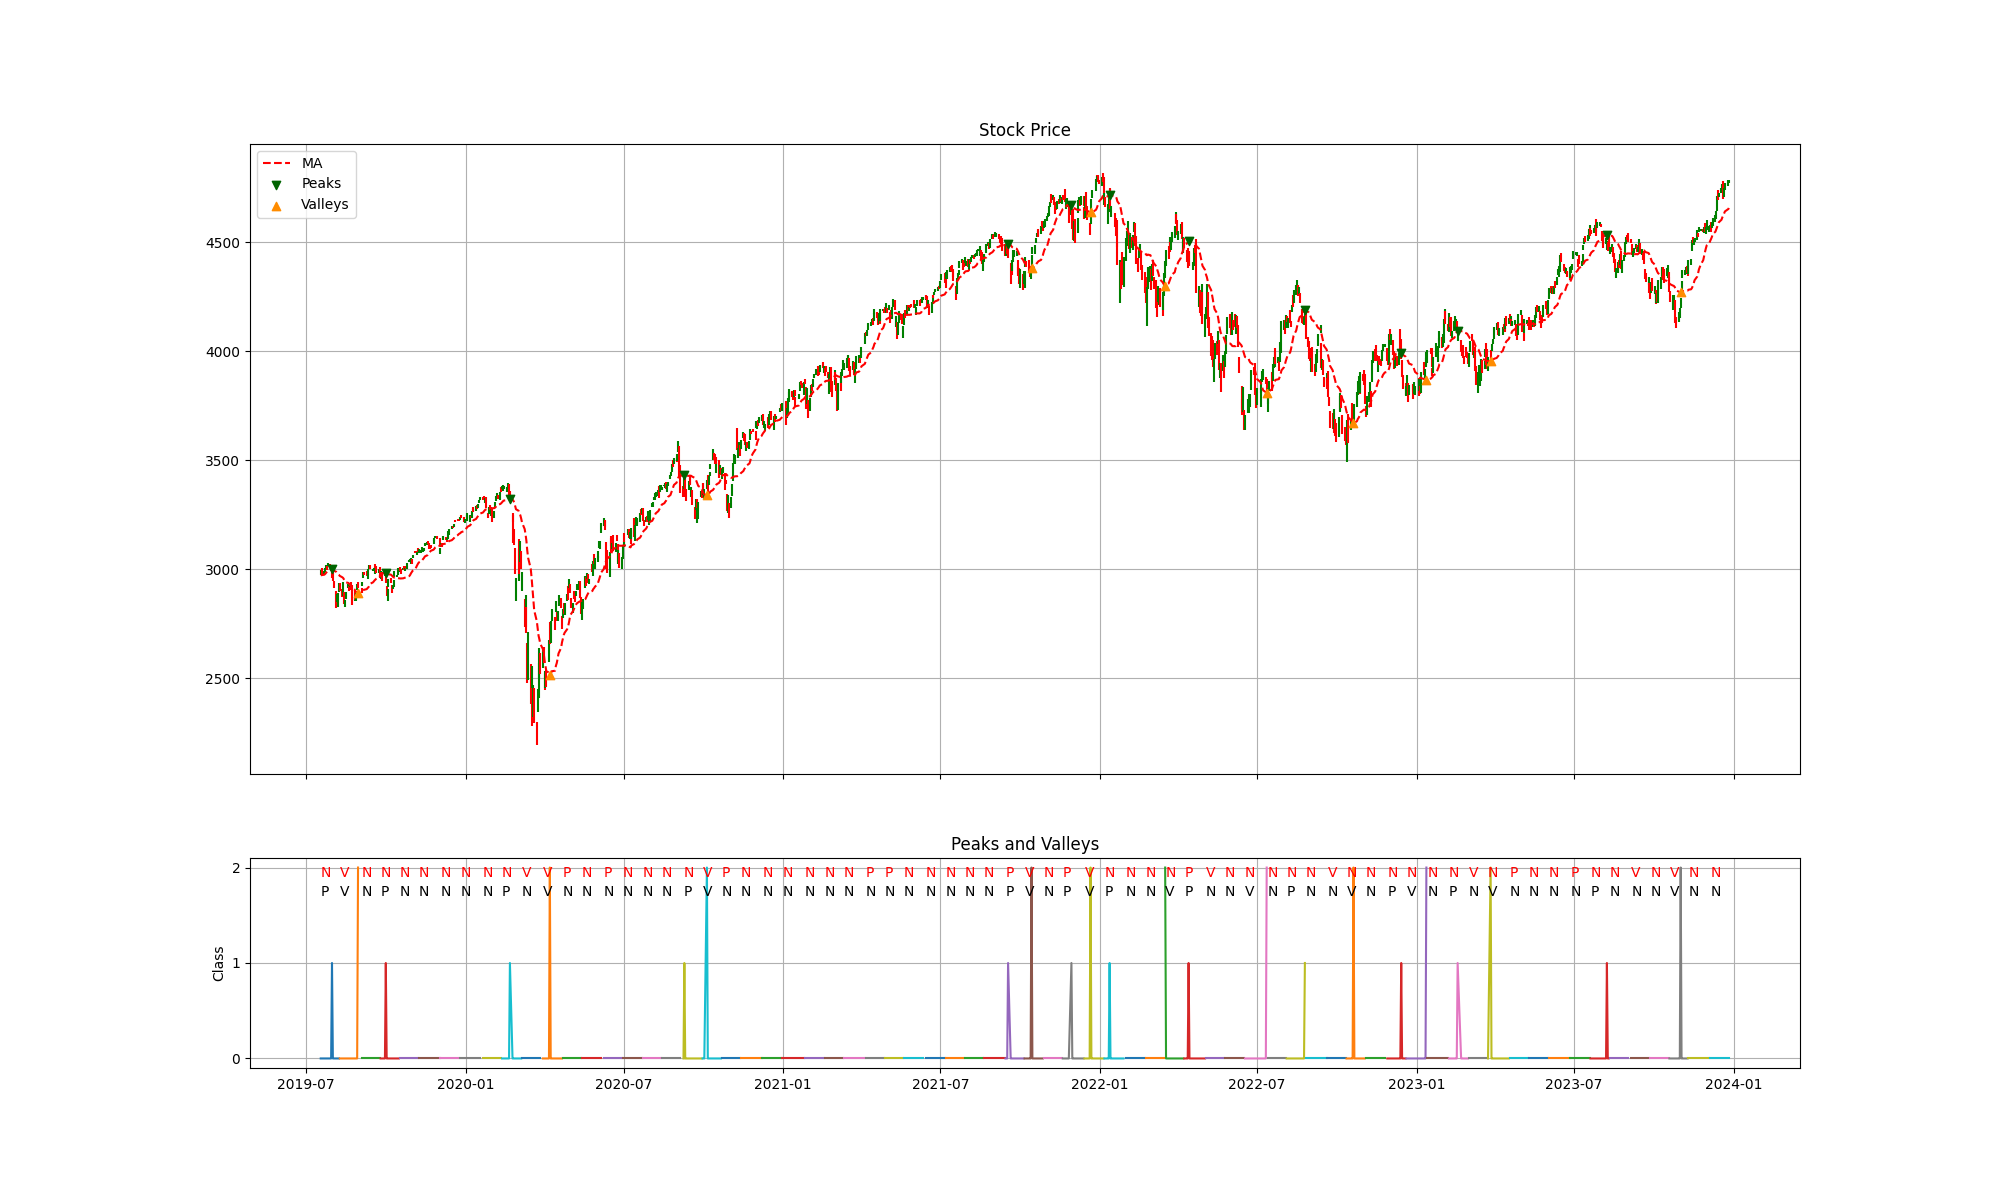 Stock Price
MA
Peaks
Valleys
4500
4000
3500
3000
2500
Peaks and Valleys
N V N N N N N N N N V V P N P N N N N V P N N N N N N P P N N N N N P V N P V N N N N P V N N N N N V N N N N N N V N P N N P N N V N V N N
P V N P N N N N N P N V N N N N N N P V N N N N N N N N N N N N N N P V N P V P N N V P N N V N P N N V N P V N P N V N N N N P N N N V N N
Class
2
1
0
2019-07 2020-01 2020-07 2021-01 2021-07 2022-01 2022-07 2023-01 2023-07 2024-01